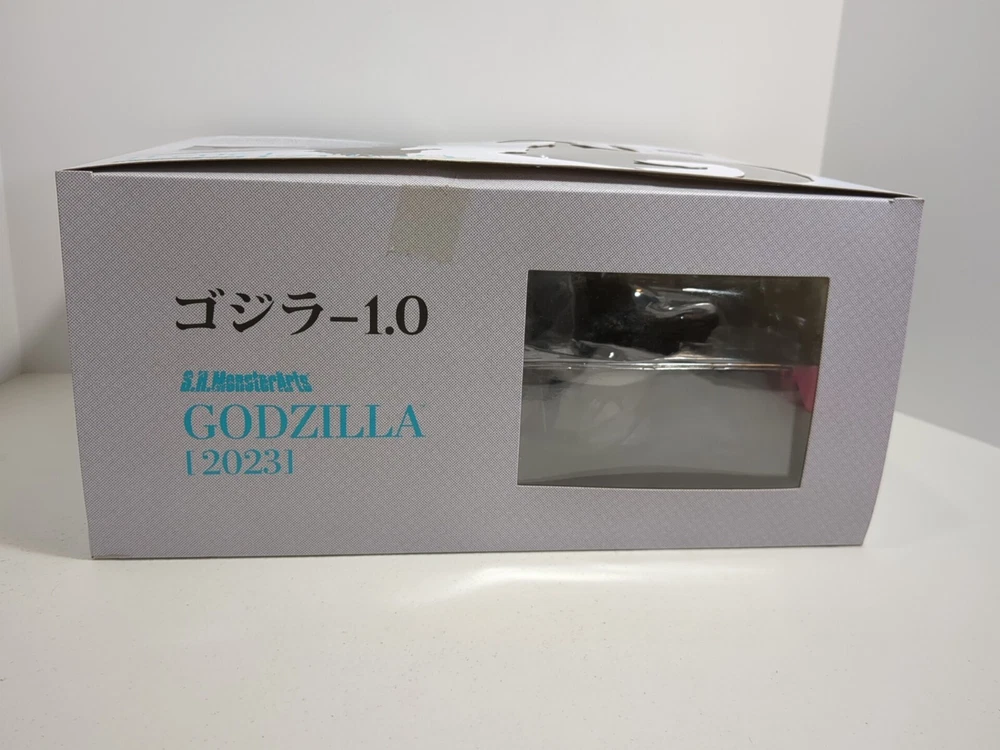 ゴジラ-1.0
S.H.MonsterArts
GODZILLA
[2023]